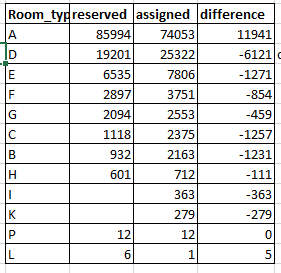 Room_typ reserved assigned difference
A 85994 74053 11941
D 19201 25322 -6121
E 6535 7806 -1271
F 2897 3751 -854
G 2094 2553 -459
C 1118 2375 -1257
B 932 2163 -1231
H 601 712 -111
I 363 -363
K 279 -279
P 12 12 0
L 6 1 5